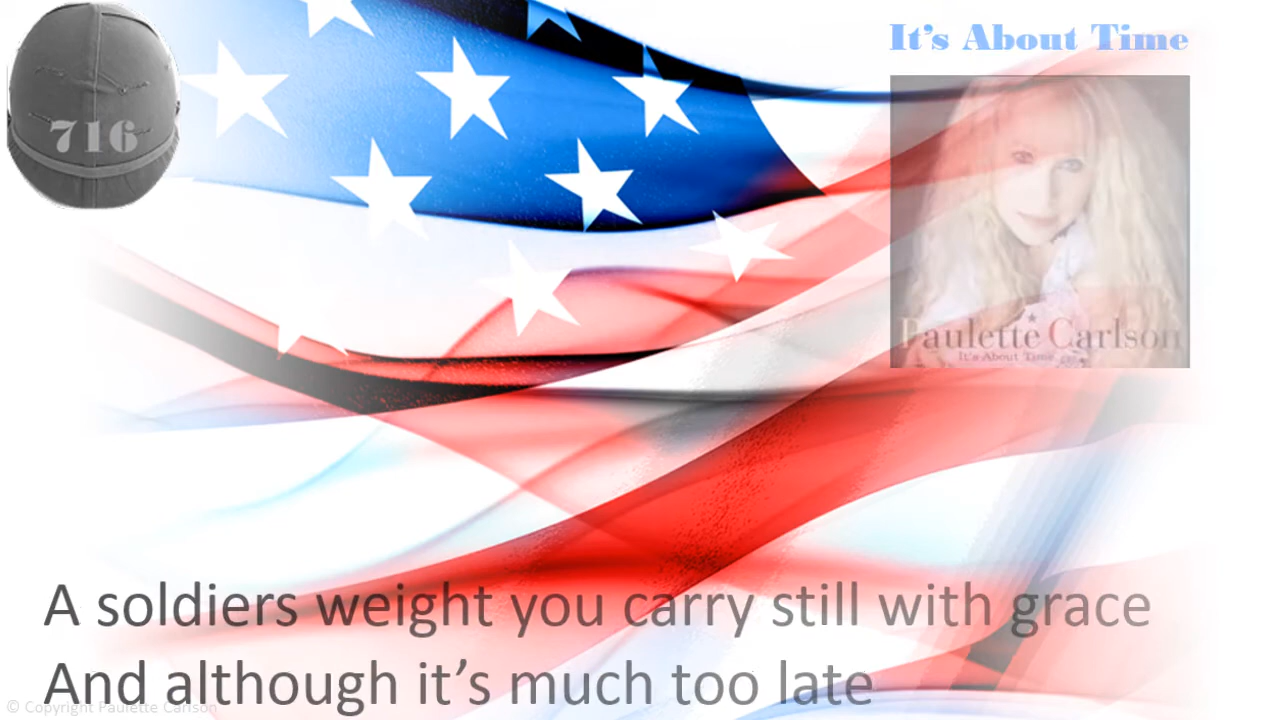 It's About Time
716
Paulette Carlson
It's About Time
A soldiers weight you carry still with grace
And although it’s much too late
© Copyright Paulette Carlson